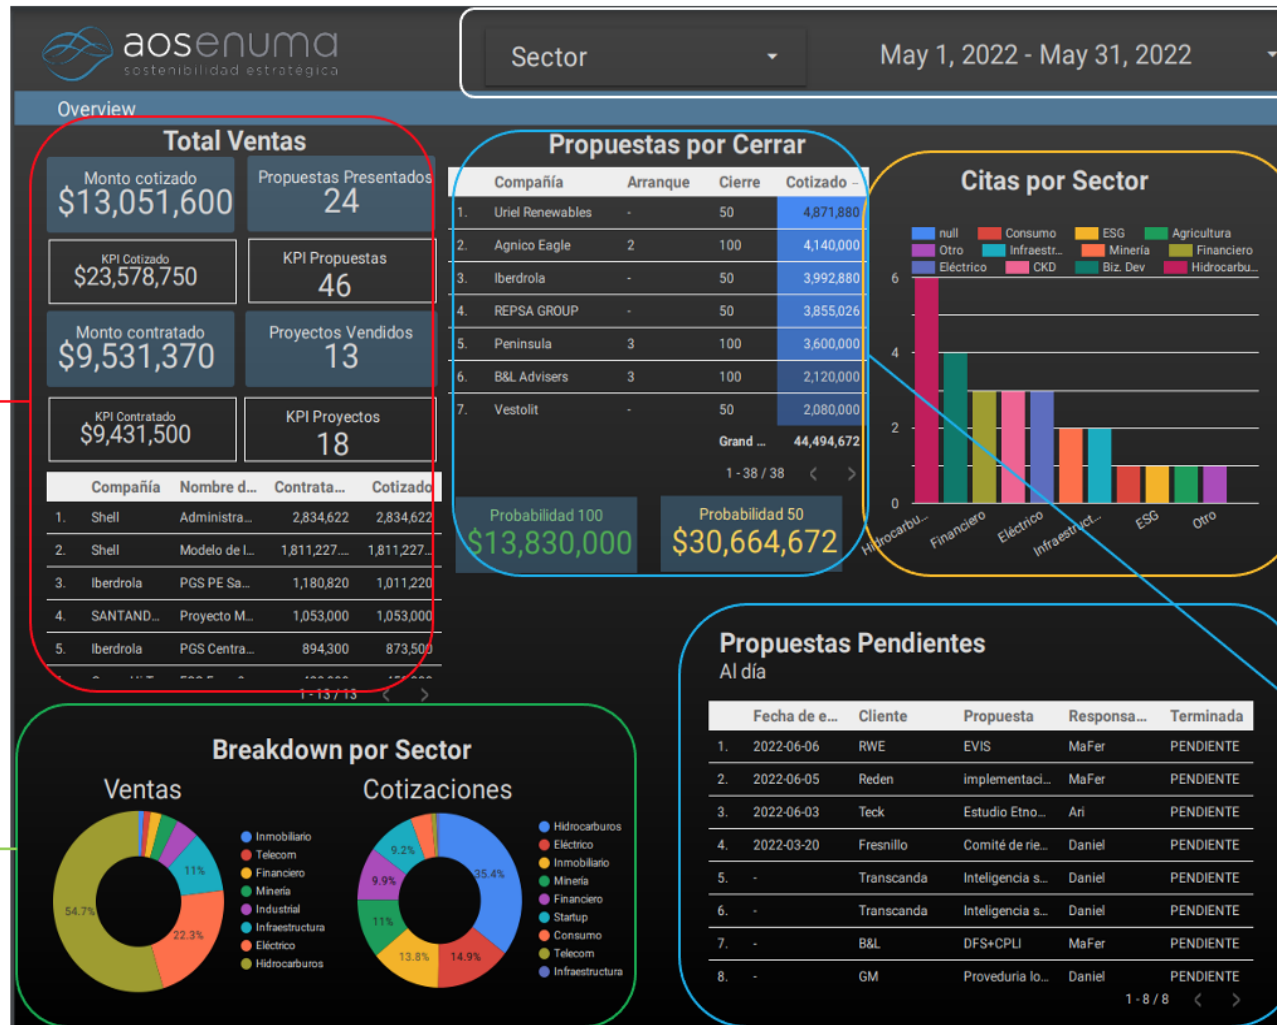 aosenuma
sostenibilidad estratégica
Sector
May 1, 2022 - May 31, 2022
Overview
Total Ventas
Monto cotizado
$13,051,600
Propuestas Presentados
24
KPI Cotizado
$23,578,750
KPI Propuestas
46
Monto contratado
$9,531,370
Proyectos Vendidos
13
KPI Contratado
$9,431,500
KPI Proyectos
18
Compañía Nombre d... Contrata... Cotizado
1. Shell Administra... 2,834,622 2,834,622
2. Shell Modelo de I... 1,811,227.... 1,811,227...
3. Iberdrola PGS PE Sa... 1,180,820 1,011,220
4. SANTAND... Proyecto M... 1,053,000 1,053,000
5. Iberdrola PGS Centra... 894,300 873,500
1 - 13 / 13
Propuestas por Cerrar
Compañía Arranque Cierre Cotizado
1. Uriel Renewables - 50 4,871,880
2. Agnico Eagle 2 100 4,140,000
3. Iberdrola - 50 3,992,880
4. REPSA GROUP - 50 3,855,026
5. Peninsula 3 100 3,600,000
6. B&L Advisers 3 100 2,120,000
7. Vestolit - 50 2,080,000
Grand ... 44,494,672
1 - 38 / 38
Probabilidad 100
$13,830,000
Probabilidad 50
$30,664,672
Citas por Sector
null Consumo ESG Agricultura
Otro Infraestr... Minería Financiero
Eléctrico CKD Biz. Dev Hidrocarbu...
6
4
2
0
Hidrocarbu... Financiero Eléctrico Infraestruct... ESG Otro
Breakdown por Sector
Ventas
54.7%
22.3%
11%
Inmobiliario
Telecom
Financiero
Minería
Industrial
Infraestructura
Eléctrico
Hidrocarburos
Cotizaciones
35.4%
14.9%
13.8%
11%
9.9%
9.2%
Hidrocarburos
Eléctrico
Inmobiliario
Minería
Financiero
Startup
Consumo
Telecom
Infraestructura
Propuestas Pendientes
Al día
Fecha de e... Cliente Propuesta Responsa... Terminada
1. 2022-06-06 RWE EVIS MaFer PENDIENTE
2. 2022-06-05 Reden implementaci... MaFer PENDIENTE
3. 2022-06-03 Teck Estudio Etno... Ari PENDIENTE
4. 2022-03-20 Fresnillo Comité de rie... Daniel PENDIENTE
5. - Transcanda Inteligencia s... Daniel PENDIENTE
6. - Transcanda Inteligencia s... Daniel PENDIENTE
7. - B&L DFS+CPLI MaFer PENDIENTE
8. - GM Proveduria lo... Daniel PENDIENTE
1 - 8 / 8